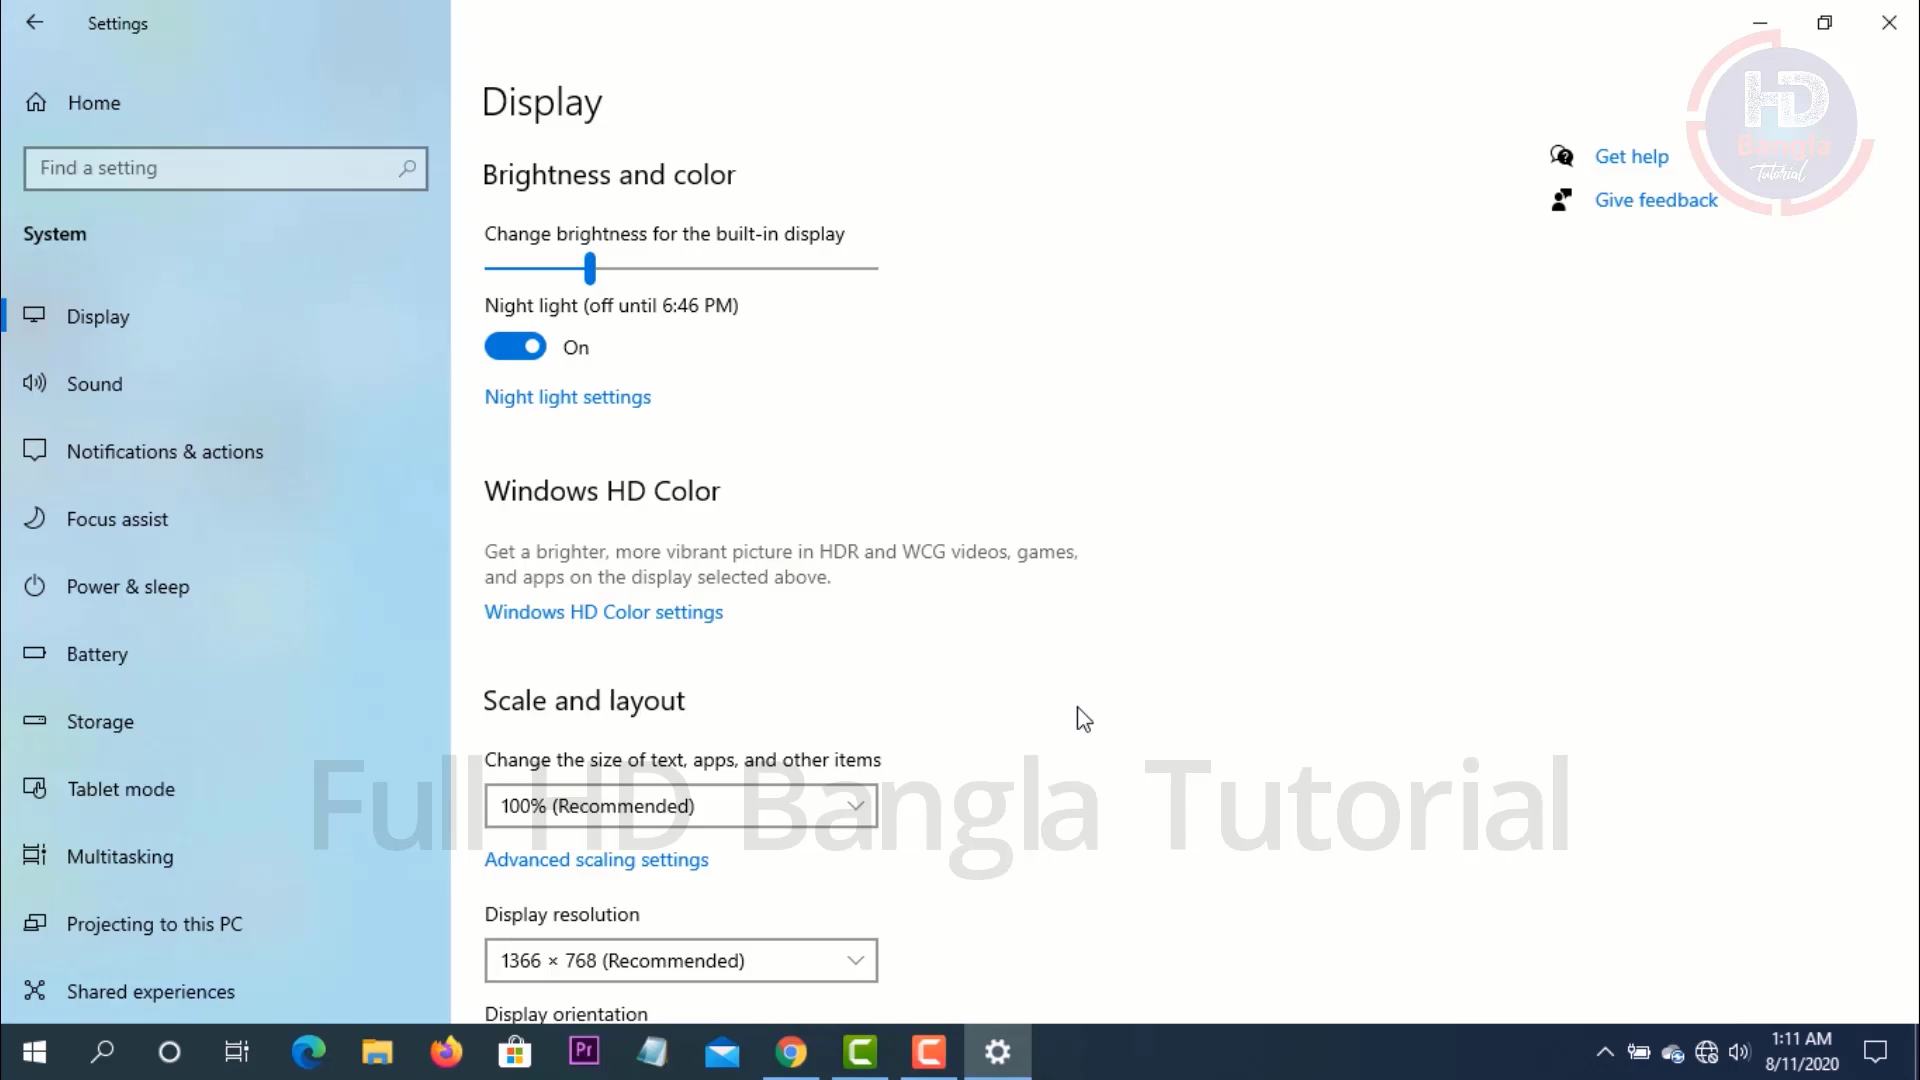 Settings
Home
Find a setting
System
Display
Sound
Notifications & actions
Focus assist
Power & sleep
Battery
Storage
Tablet mode
Multitasking
Projecting to this PC
Shared experiences
Display
Brightness and color
Change brightness for the built-in display
Night light (off until 6:46 PM)
On
Night light settings
Windows HD Color
Get a brighter, more vibrant picture in HDR and WCG videos, games,
and apps on the display selected above.
Windows HD Color settings
Scale and layout
Change the size of text, apps, and other items
100% (Recommended)
Advanced scaling settings
Display resolution
1366 × 768 (Recommended)
Display orientation
Get help
Give feedback
HD
Bangla
Tutorial
Full HD Bangla Tutorial
Pr
1:11 AM
8/11/2020